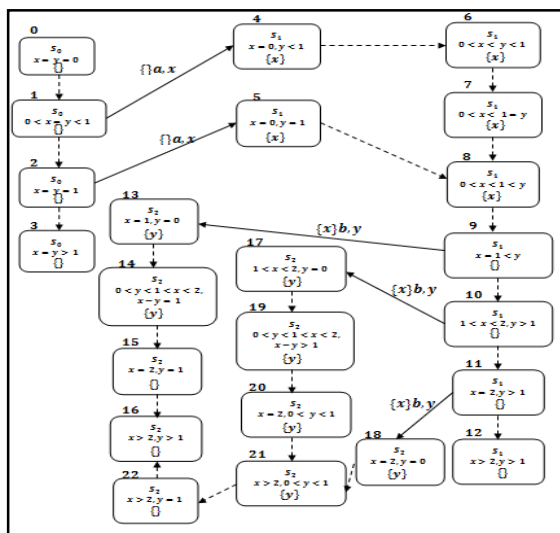 0
S₀
x = y = 0
{}
1
S₀
0 < x = y < 1
{}
2
S₀
x = y = 1
{}
3
S₀
x = y > 1
{}
{}a, x
{}a, x
4
S₁
x = 0, y < 1
{x}
5
S₁
x = 0, y = 1
{x}
6
S₁
0 < x < y < 1
{x}
7
S₁
0 < x < 1 = y
{x}
8
S₁
0 < x < 1 < y
{x}
9
S₁
x = 1 < y
{}
10
S₁
1 < x < 2, y > 1
{}
11
S₁
x = 2, y > 1
{}
12
S₁
x > 2, y > 1
{}
{x}b, y
{x}b, y
{x}b, y
13
S₂
x = 1, y = 0
{y}
14
S₂
0 < y < 1 < x < 2,
x − y = 1
{y}
15
S₂
x = 2, y = 1
{}
16
S₂
x > 2, y > 1
{}
22
S₂
x > 2, y = 1
{}
17
S₂
1 < x < 2, y = 0
{y}
19
S₂
0 < y < 1 < x < 2,
x − y > 1
{y}
20
S₂
x = 2, 0 < y < 1
{y}
21
S₂
x > 2, 0 < y < 1
{y}
18
S₂
x = 2, y = 0
{y}